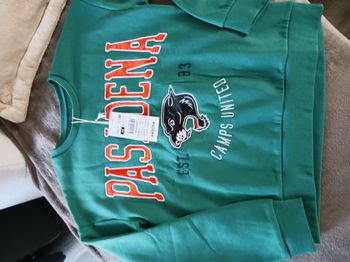 PASADENA
EST. 83
CAMPS UNITED